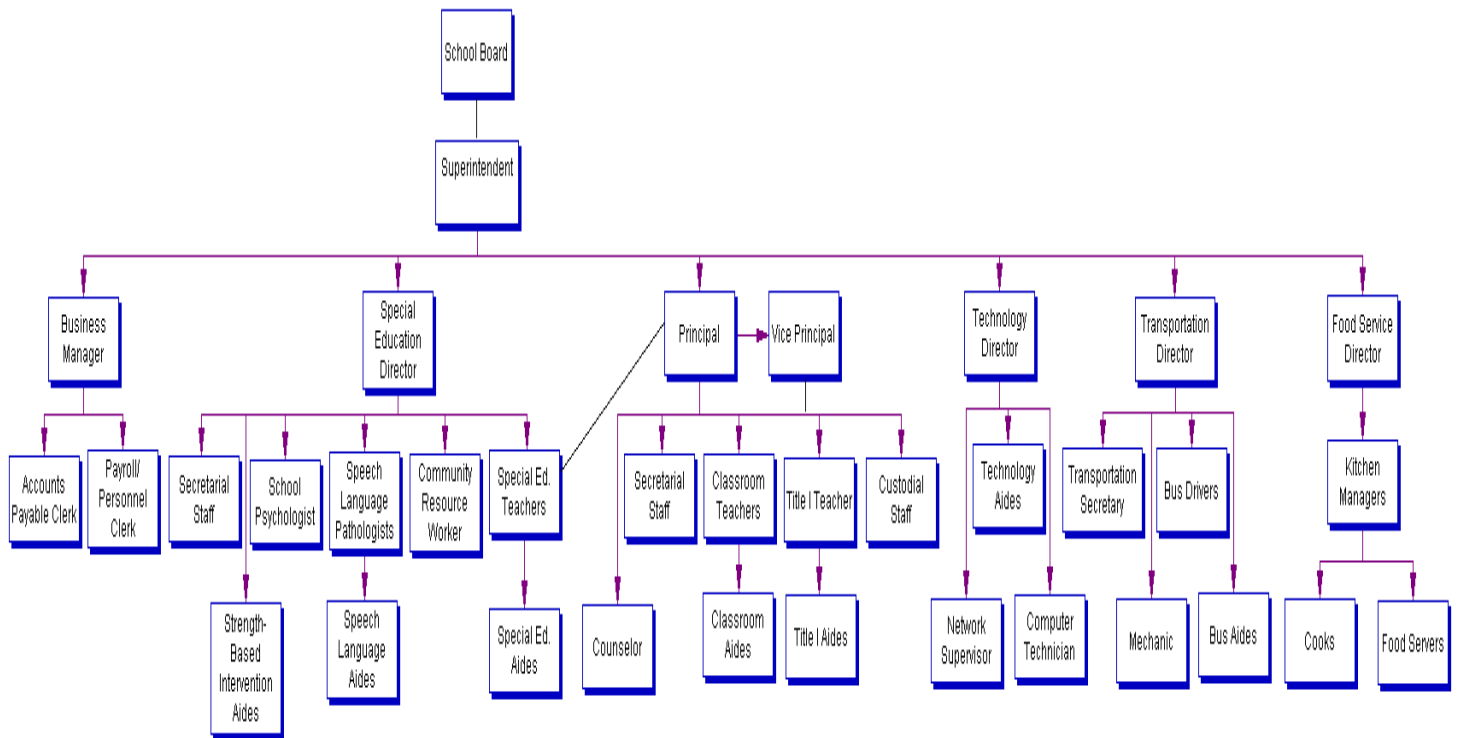 School Board
Superintendent
Business
Manager
Special
Education
Director
Principal
Vice Principal
Technology
Director
Transportation
Director
Food Service
Director
Accounts
Payable Clerk
Payroll/
Personnel
Clerk
Secretarial
Staff
School
Psychologist
Speech
Language
Pathologists
Community
Resource
Worker
Special Ed.
Teachers
Secretarial
Staff
Classroom
Teachers
Title I Teacher
Custodial
Staff
Technology
Aides
Transportation
Secretary
Bus Drivers
Kitchen
Managers
Strength-
Based
Intervention
Aides
Speech
Language
Aides
Special Ed.
Aides
Counselor
Classroom
Aides
Title I Aides
Network
Supervisor
Computer
Technician
Mechanic
Bus Aides
Cooks
Food Servers